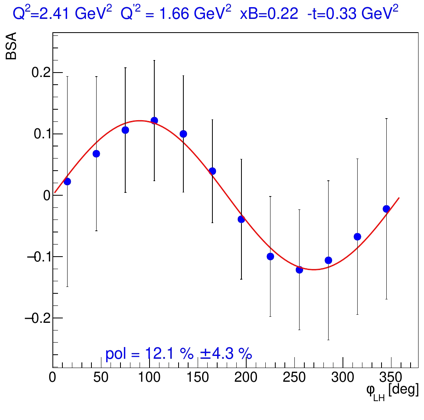 Q²=2.41 GeV² Q'² = 1.66 GeV² xB=0.22 -t=0.33 GeV²
BSA
0.2
0.1
0
−0.1
−0.2
pol = 12.1 % ±4.3 %
0 50 100 150 200 250 300 350
φ_LH [deg]